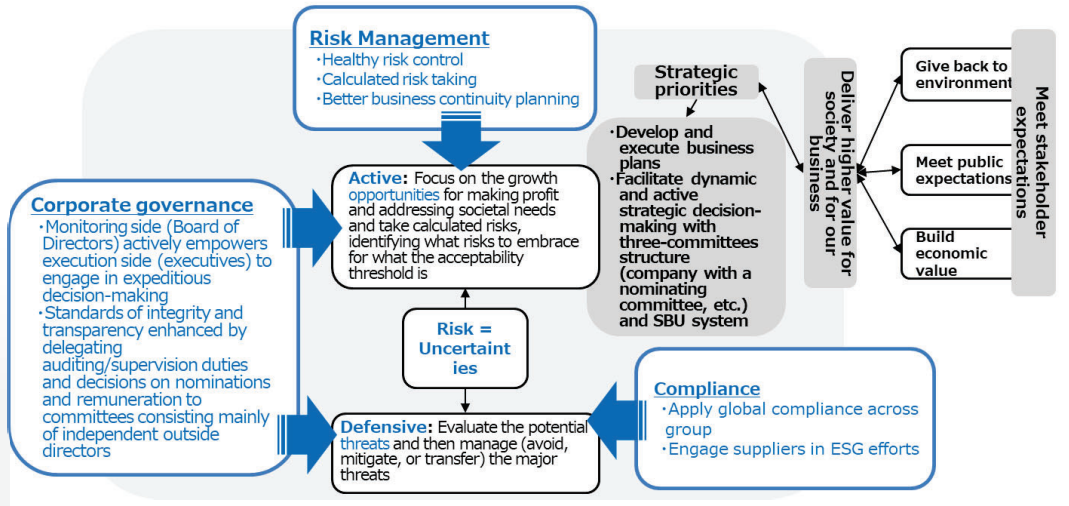 Risk Management
・Healthy risk control
・Calculated risk taking
・Better business continuity planning
Corporate governance
・Monitoring side (Board of
Directors) actively empowers
execution side (executives) to
engage in expeditious
decision-making
・Standards of integrity and
transparency enhanced by
delegating
auditing/supervision duties
and decisions on nominations
and remuneration to
committees consisting mainly
of independent outside
directors
Active: Focus on the growth
opportunities for making profit
and addressing societal needs
and take calculated risks,
identifying what risks to embrace
for what the acceptability
threshold is
Risk =
Uncertaint
ies
Defensive: Evaluate the potential
threats and then manage (avoid,
mitigate, or transfer) the major
threats
Compliance
・Apply global compliance across
group
・Engage suppliers in ESG efforts
Strategic
priorities
・Develop and
execute business
plans
・Facilitate dynamic
and active
strategic decision-
making with
three-committees
structure
(company with a
nominating
committee, etc.)
and SBU system
Deliver higher value for
society and for our
business
Give back to
environment
Meet public
expectations
Build
economic
value
Meet stakeholder
expectations